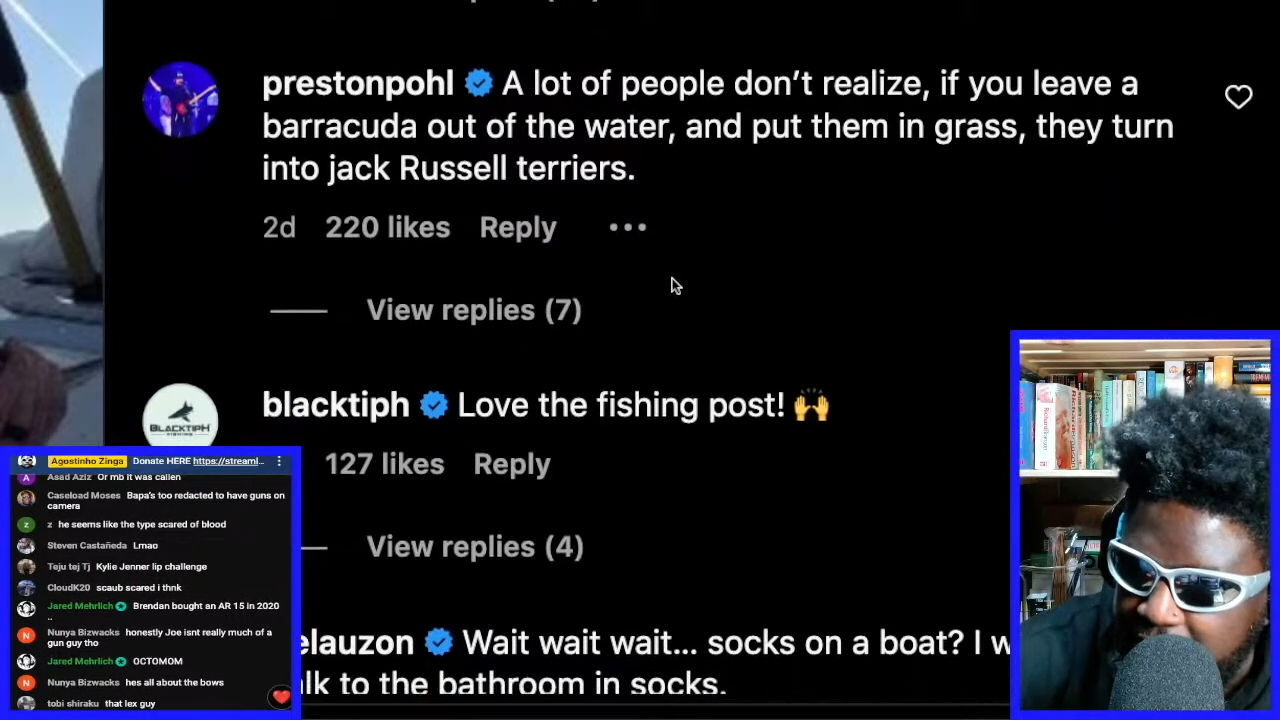 prestonpohl A lot of people don’t realize, if you leave a
barracuda out of the water, and put them in grass, they turn
into jack Russell terriers.
2d 220 likes Reply •••
View replies (7)
blacktiph Love the fishing post! 🙌
BLACKTIPH
127 likes Reply
View replies (4)
elauzon Wait wait wait... socks on a boat? I w
alk to the bathroom in socks.
Agostinho Zinga Donate HERE https://streaml...
Asad Aziz Or mb it was callen
Caseload Moses Bapa's too redacted to have guns on
camera
z he seems like the type scared of blood
Steven Castañeda Lmao
Teju tej Tj Kylie Jenner lip challenge
CloudK20 scaub scared i thnk
Jared Mehrlich Brendan bought an AR 15 in 2020
..
Nunya Bizwacks honestly Joe isnt really much of a
gun guy tho
Jared Mehrlich OCTOMOM
Nunya Bizwacks hes all about the bows
tobi shiraku that lex guy